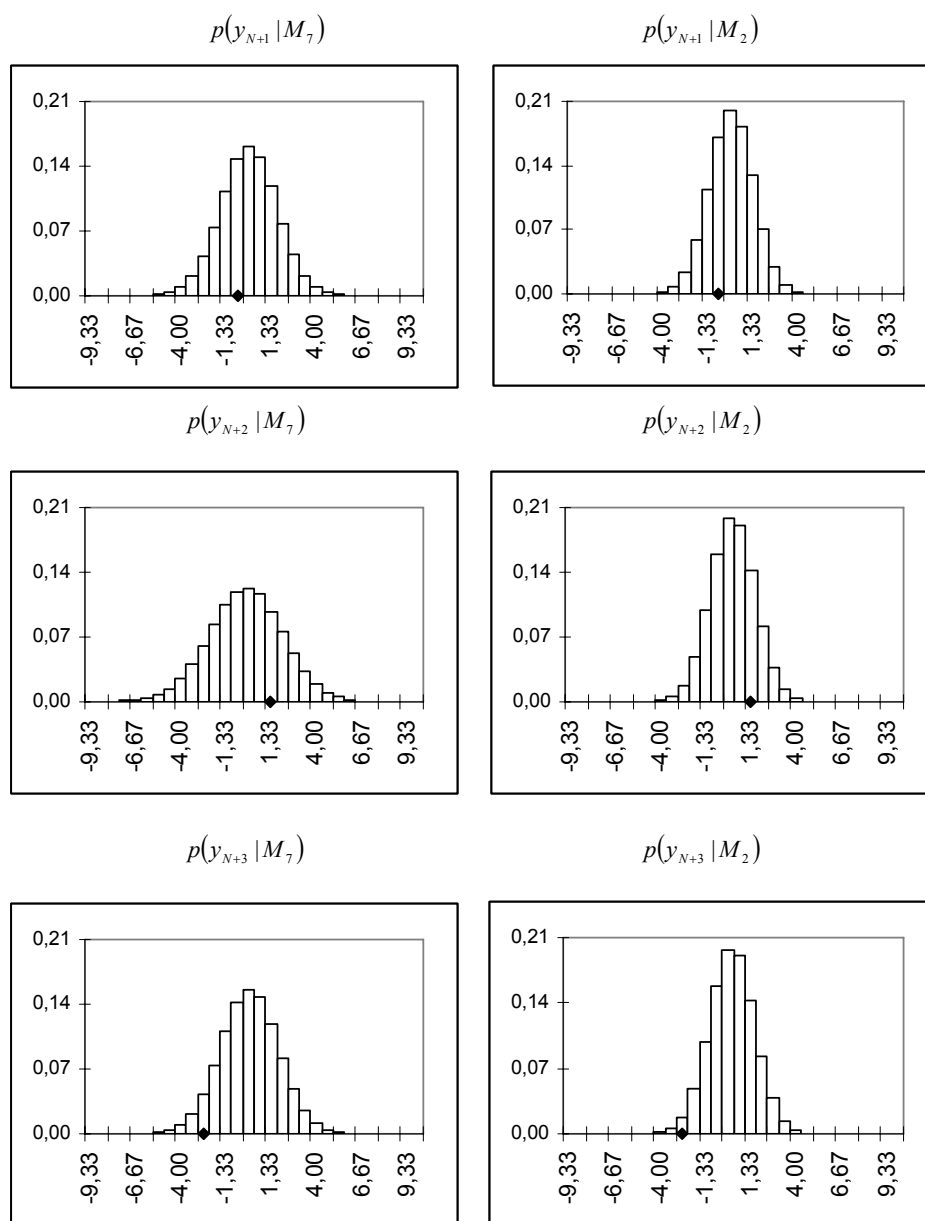 p(y_{N+1} | M_7)
p(y_{N+1} | M_2)
0,21
0,14
0,07
0,00
-9,33 -6,67 -4,00 -1,33 1,33 4,00 6,67 9,33
0,21
0,14
0,07
0,00
-9,33 -6,67 -4,00 -1,33 1,33 4,00 6,67 9,33
p(y_{N+2} | M_7)
p(y_{N+2} | M_2)
0,21
0,14
0,07
0,00
-9,33 -6,67 -4,00 -1,33 1,33 4,00 6,67 9,33
0,21
0,14
0,07
0,00
-9,33 -6,67 -4,00 -1,33 1,33 4,00 6,67 9,33
p(y_{N+3} | M_7)
p(y_{N+3} | M_2)
0,21
0,14
0,07
0,00
-9,33 -6,67 -4,00 -1,33 1,33 4,00 6,67 9,33
0,21
0,14
0,07
0,00
-9,33 -6,67 -4,00 -1,33 1,33 4,00 6,67 9,33